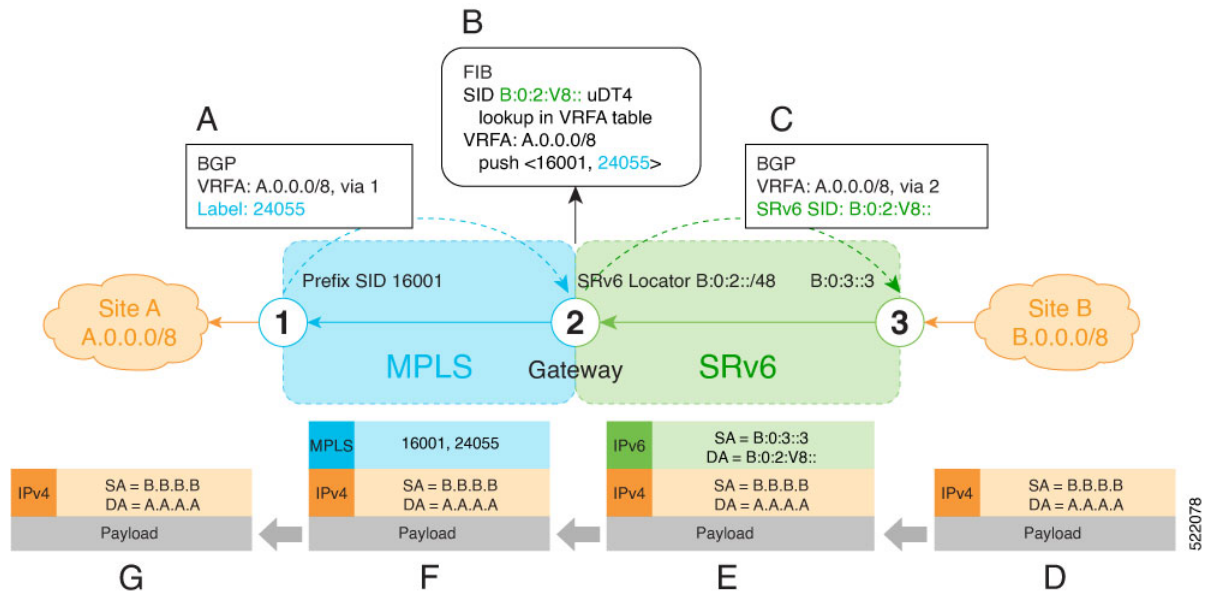 B
FIB
SID B:0:2:V8:: uDT4
lookup in VRFA table
VRFA: A.0.0.0/8
push <16001, 24055>
A
BGP
VRFA: A.0.0.0/8, via 1
Label: 24055
C
BGP
VRFA: A.0.0.0/8, via 2
SRv6 SID: B:0:2:V8::
Prefix SID 16001
SRv6 Locator B:0:2::/48
B:0:3::3
Site A
A.0.0.0/8
1
2
3
Site B
B.0.0.0/8
MPLS
Gateway
SRv6
IPv4
SA = B.B.B.B
DA = A.A.A.A
Payload
G
MPLS
16001, 24055
IPv4
SA = B.B.B.B
DA = A.A.A.A
Payload
F
IPv6
SA = B:0:3::3
DA = B:0:2:V8::
IPv4
SA = B.B.B.B
DA = A.A.A.A
Payload
E
IPv4
SA = B.B.B.B
DA = A.A.A.A
Payload
D
522078